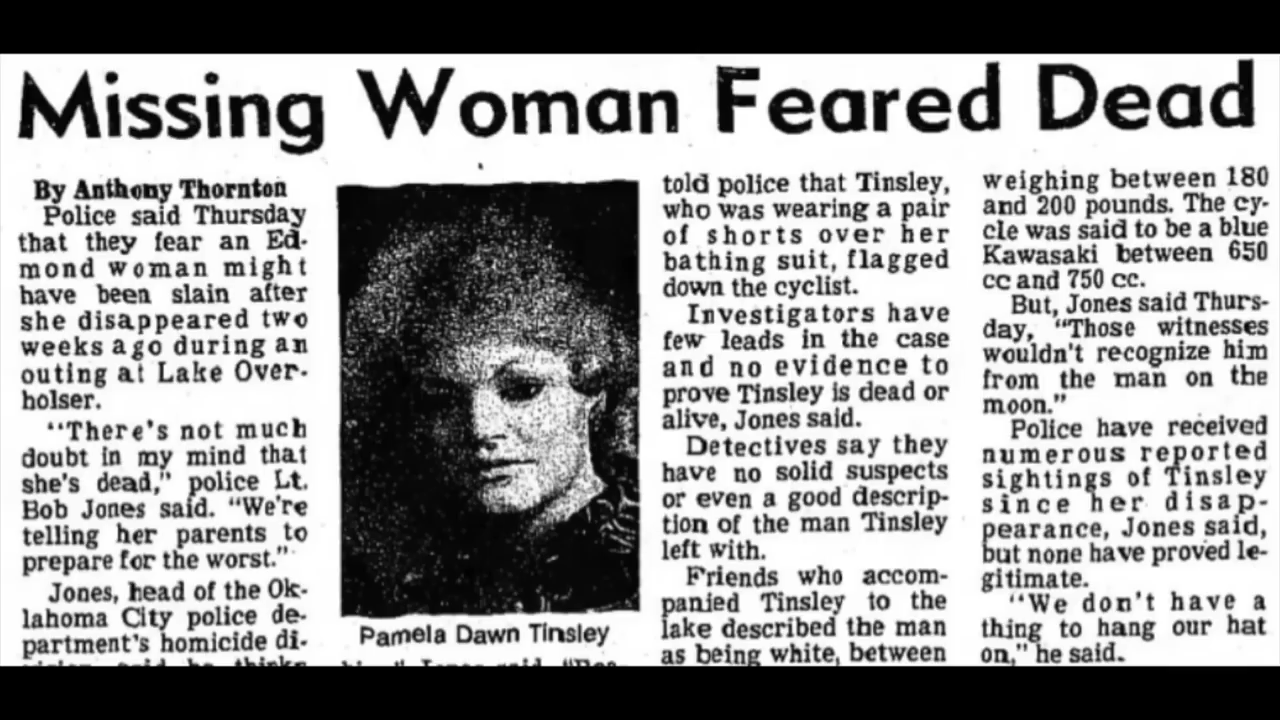 Missing Woman Feared Dead
By Anthony Thornton
Police said Thursday
that they fear an Ed-
mond woman might
have been slain after
she disappeared two
weeks ago during an
outing at Lake Over-
holser.
"There's not much
doubt in my mind that
she's dead," police Lt.
Bob Jones said. "We're
telling her parents to
prepare for the worst."
Jones, head of the Ok-
lahoma City police de-
partment's homicide di-
Pamela Dawn Tinsley
told police that Tinsley,
who was wearing a pair
of shorts over her
bathing suit, flagged
down the cyclist.
Investigators have
few leads in the case
and no evidence to
prove Tinsley is dead or
alive, Jones said.
Detectives say they
have no solid suspects
or even a good descrip-
tion of the man Tinsley
left with.
Friends who accom-
panied Tinsley to the
lake described the man
as being white, between
weighing between 180
and 200 pounds. The cy-
cle was said to be a blue
Kawasaki between 650
cc and 750 cc.
But, Jones said Thurs-
day, "Those witnesses
wouldn't recognize him
from the man on the
moon."
Police have received
numerous reported
sightings of Tinsley
since her disap-
pearance, Jones said,
but none have proved le-
gitimate.
"We don't have a
thing to hang our hat
on," he said.